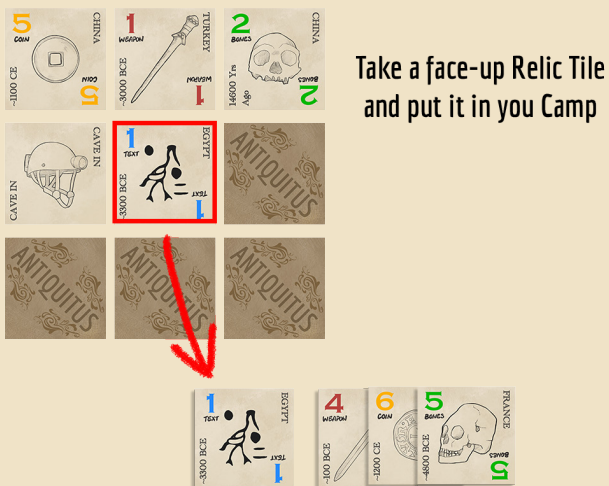 Take a face-up Relic Tile
and put it in you Camp
5
COIN
CHINA
~1100 CE
COIN
5
1
WEAPON
TURKEY
~3000 BCE
WEAPON
1
2
BONES
CHINA
14600 Yrs
Ago
BONES
2
CAVE IN
CAVE IN
1
TEXT
EGYPT
~3300 BCE
TEXT
1
ANTIQUITUS
ANTIQUITUS
ANTIQUITUS
ANTIQUITUS
1
TEXT
EGYPT
~3300 BCE
TEXT
1
4
WEAPON
~100 BCE
6
COIN
~1200 CE
5
BONES
FRANCE
~4800 BCE
BONES
5